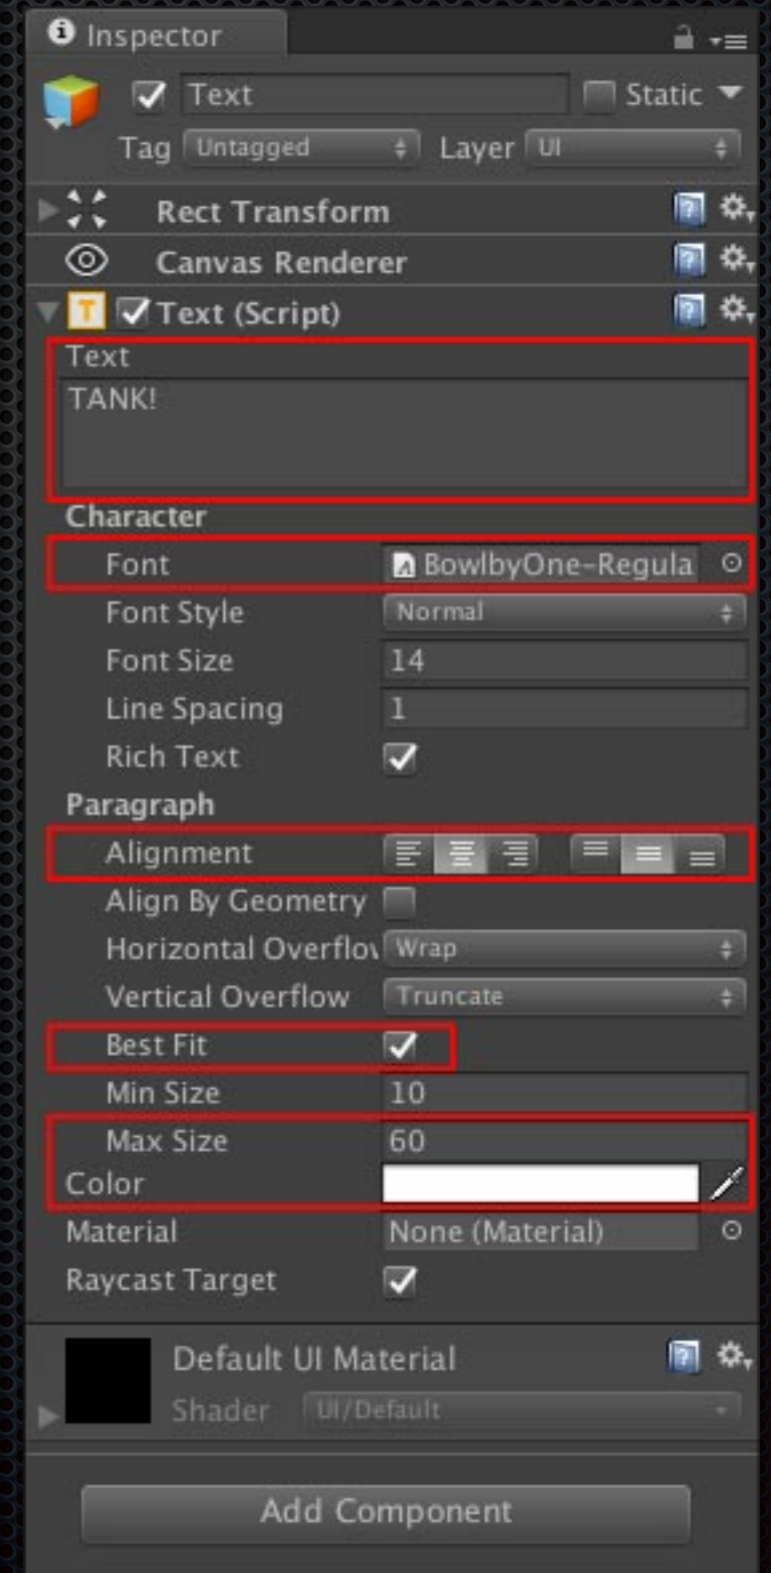 Inspector
Text Static
Tag Untagged Layer UI
Rect Transform
Canvas Renderer
T Text (Script)
Text
TANK!
Character
Font BowlbyOne-Regula
Font Style Normal
Font Size 14
Line Spacing 1
Rich Text
Paragraph
Alignment
Align By Geometry
Horizontal Overflow Wrap
Vertical Overflow Truncate
Best Fit
Min Size 10
Max Size 60
Color
Material None (Material)
Raycast Target
Default UI Material
Shader UI/Default
Add Component